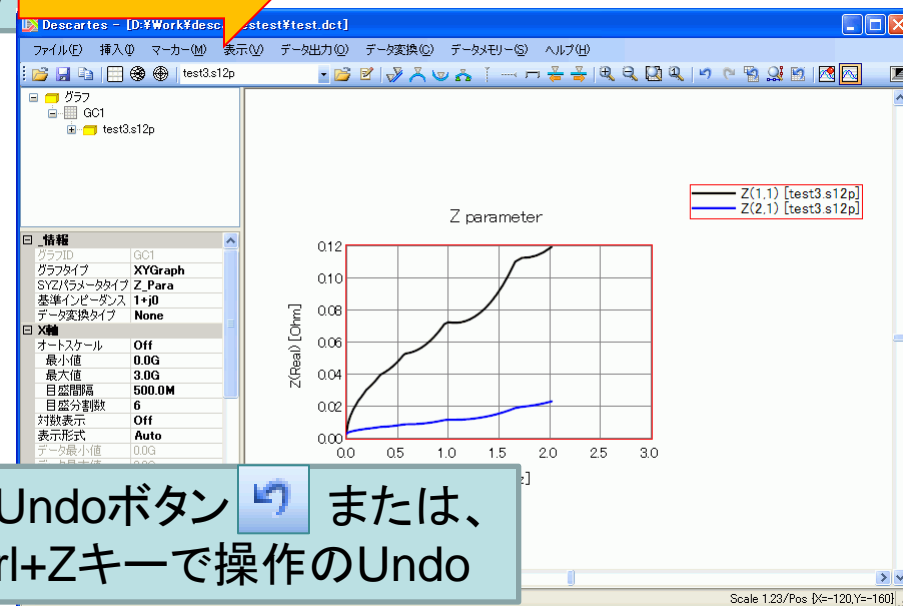 Descartes - [D:¥Work¥desca estest¥test.dct]
ファイル(F) 挿入(I) マーカー(M) 表示(V) データ出力(O) データ変換(C) データメモリー(S) ヘルプ(H)
test3.s12p
グラフ
GC1
test3.s12p
Z(1,1) [test3.s12p]
Z(2,1) [test3.s12p]
Z parameter
_情報
グラフID GC1
グラフタイプ XYGraph
SYZパラメータタイプ Z_Para
基準インピーダンス 1+j0
データ変換タイプ None
X軸
オートスケール Off
最小値 0.0G
最大値 3.0G
目盛間隔 500.0M
目盛分割数 6
対数表示 Off
表示形式 Auto
データ最小値 0.0G
Z(Real) [Ohm]
0.12
0.10
0.08
0.06
0.04
0.02
0.00
0.0 0.5 1.0 1.5 2.0 2.5 3.0
z]
Undoボタン または、
rl+Zキーで操作のUndo
Scale 1.23/Pos {X=-120,Y=-160}